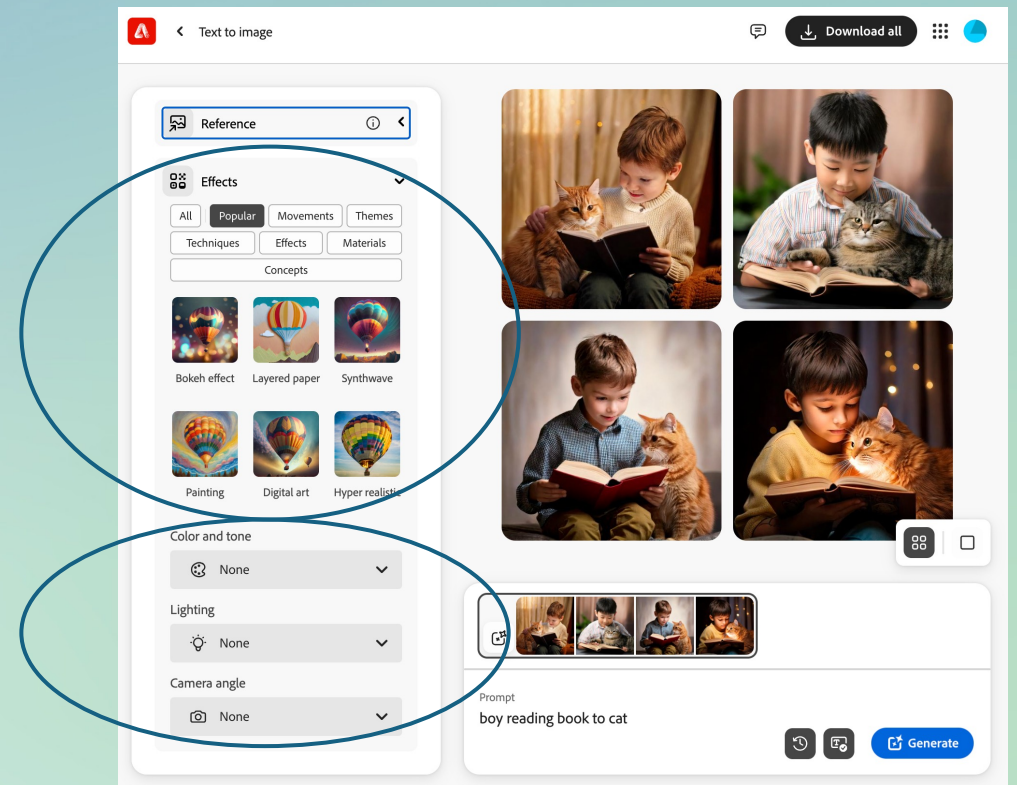 Text to image
Download all
Reference
Effects
All Popular Movements Themes
Techniques Effects Materials
Concepts
Bokeh effect Layered paper Synthwave
Painting Digital art Hyper realistic
Color and tone
None
Lighting
None
Camera angle
None
Prompt
boy reading book to cat
Generate